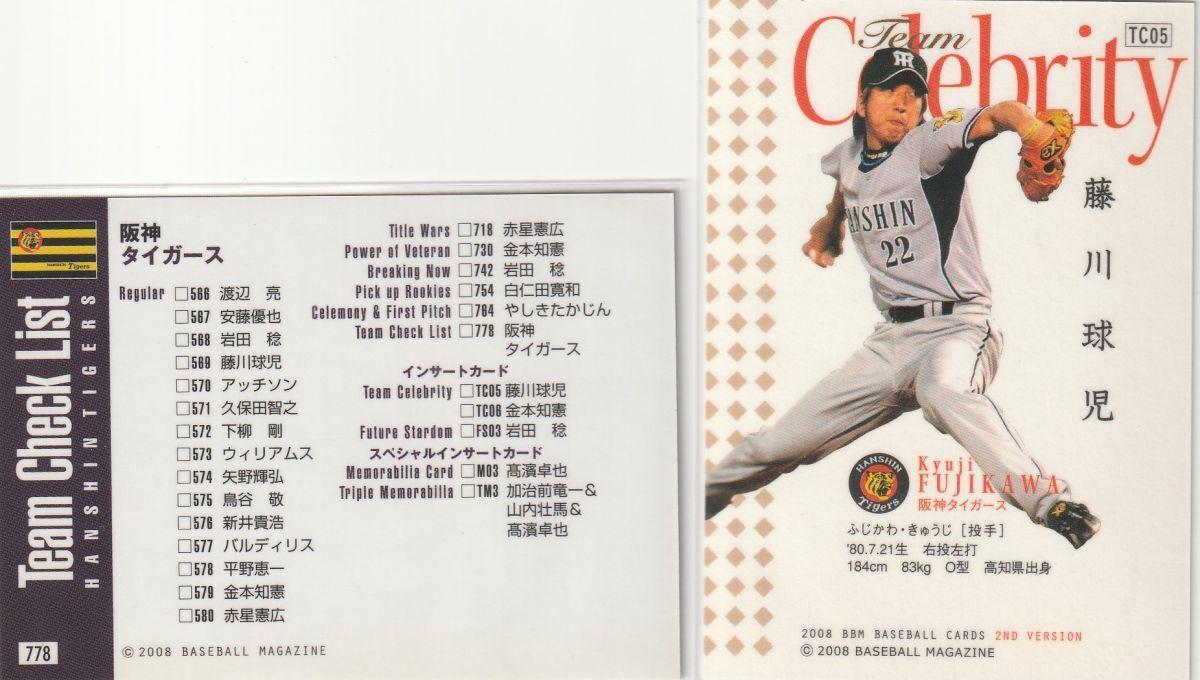 Team Check List
HANSHIN TIGERS
778
HANSHIN Tigers
阪神
タイガース
Regular □566 渡辺 亮
□567 安藤優也
□568 岩田 稔
□569 藤川球児
□570 アッチソン
□571 久保田智之
□572 下柳 剛
□573 ウィリアムス
□574 矢野輝弘
□575 鳥谷 敬
□576 新井貴浩
□577 バルディリス
□578 平野恵一
□579 金本知憲
□580 赤星憲広
Title Wars □718 赤星憲広
Power of Veteran □730 金本知憲
Breaking Now □742 岩田 稔
Pick up Rookies □754 白仁田寛和
Celemony & First Pitch □764 やしきたかじん
Team Check List □778 阪神
タイガース
インサートカード
Team Celebrity □TC05 藤川球児
□TC06 金本知憲
Future Stardom □FS03 岩田 稔
スペシャルインサートカード
Memorabilia Card □M03 髙濱卓也
Triple Memorabilia □TM3 加治前竜一&
山内壮馬&
髙濱卓也
© 2008 BASEBALL MAGAZINE
Team
Celebrity
TC05
HANSHIN
22
藤川球児
HANSHIN
Tigers
Kyuji
FUJIKAWA
阪神タイガース
ふじかわ・きゅうじ [投手]
'80.7.21生 右投左打
184cm 83kg O型 高知県出身
2008 BBM BASEBALL CARDS 2ND VERSION
© 2008 BASEBALL MAGAZINE